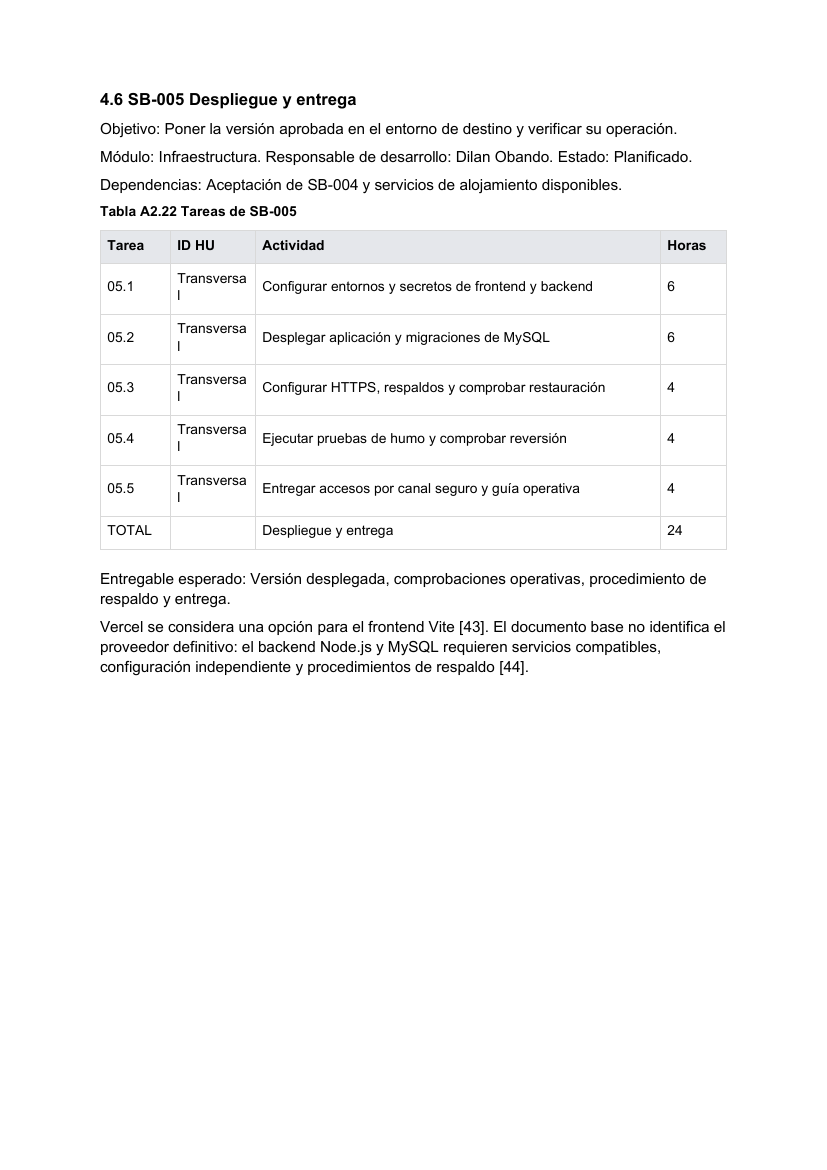 4.6 SB-005 Despliegue y entrega
Objetivo: Poner la versión aprobada en el entorno de destino y verificar su operación.
Módulo: Infraestructura. Responsable de desarrollo: Dilan Obando. Estado: Planificado.
Dependencias: Aceptación de SB-004 y servicios de alojamiento disponibles.
Tabla A2.22 Tareas de SB-005
Tarea ID HU Actividad Horas
05.1 Transversa
l Configurar entornos y secretos de frontend y backend 6
05.2 Transversa
l Desplegar aplicación y migraciones de MySQL 6
05.3 Transversa
l Configurar HTTPS, respaldos y comprobar restauración 4
05.4 Transversa
l Ejecutar pruebas de humo y comprobar reversión 4
05.5 Transversa
l Entregar accesos por canal seguro y guía operativa 4
TOTAL Despliegue y entrega 24
Entregable esperado: Versión desplegada, comprobaciones operativas, procedimiento de
respaldo y entrega.
Vercel se considera una opción para el frontend Vite [43]. El documento base no identifica el
proveedor definitivo: el backend Node.js y MySQL requieren servicios compatibles,
configuración independiente y procedimientos de respaldo [44].